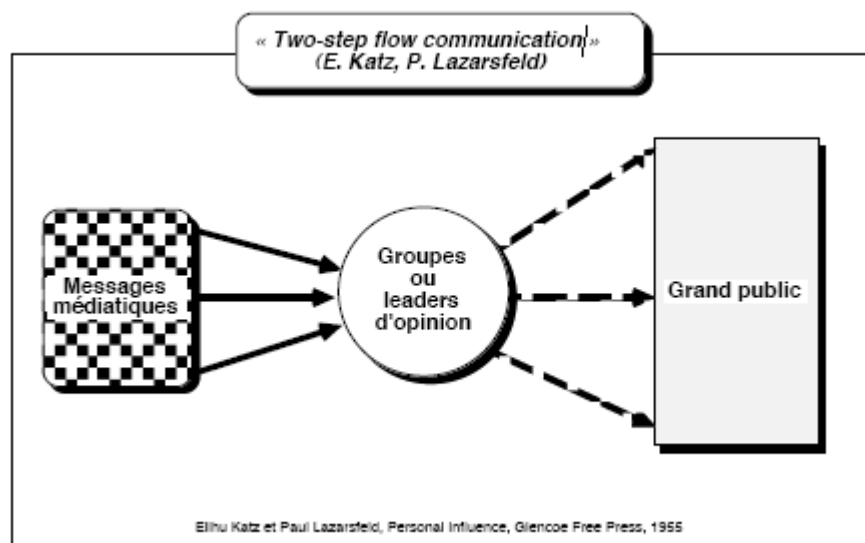 « Two-step flow communication »
(E. Katz, P. Lazarsfeld)
Messages
médiatiques
Groupes
ou
leaders
d'opinion
Grand public
Elihu Katz et Paul Lazarsfeld, Personal Influence, Glencoe Free Press, 1955